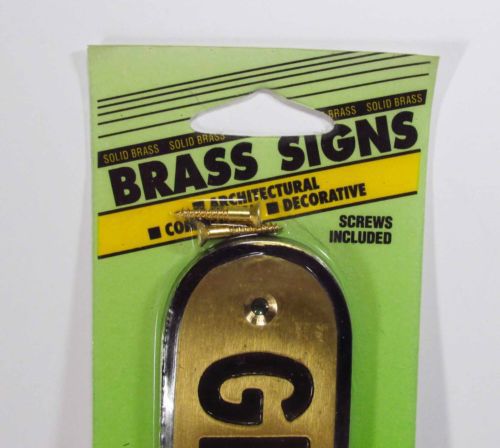 SOLID BRASS SOLID BRASS SOLID BRASS SOLID BRASS
BRASS SIGNS
ARCHITECTURAL
DECORATIVE
SCREWS
INCLUDED
G